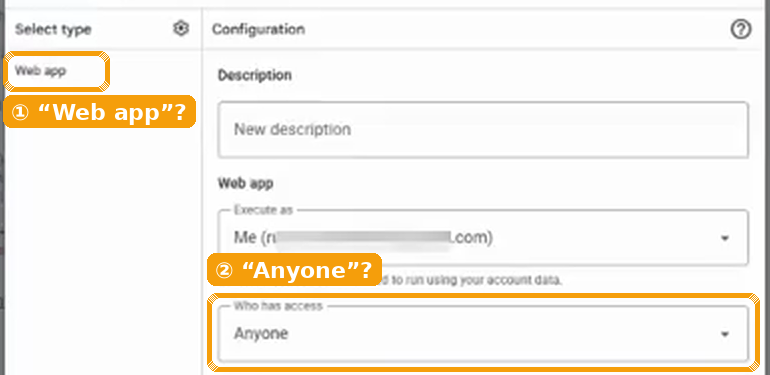 Select type
Configuration
Web app
① “Web app”?
Description
New description
Web app
Execute as
Me (r
.com)
② “Anyone”?
to run using your account data.
Who has access
Anyone